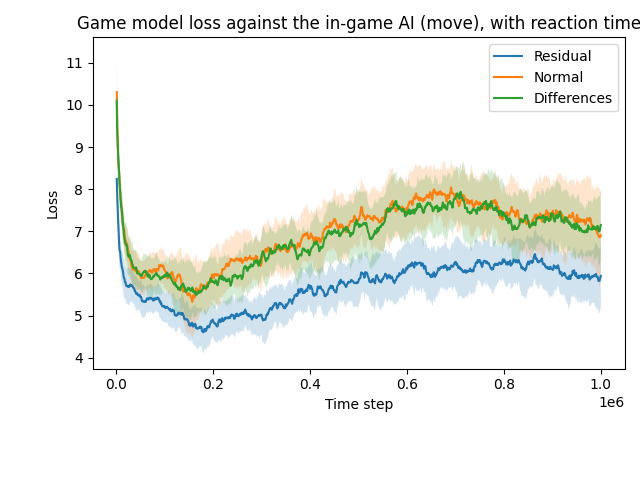 Game model loss against the in-game AI (move), with reaction time
11
10
9
8
7
6
5
4
Loss
Residual
Normal
Differences
0.0 0.2 0.4 0.6 0.8 1.0
1e6
Time step